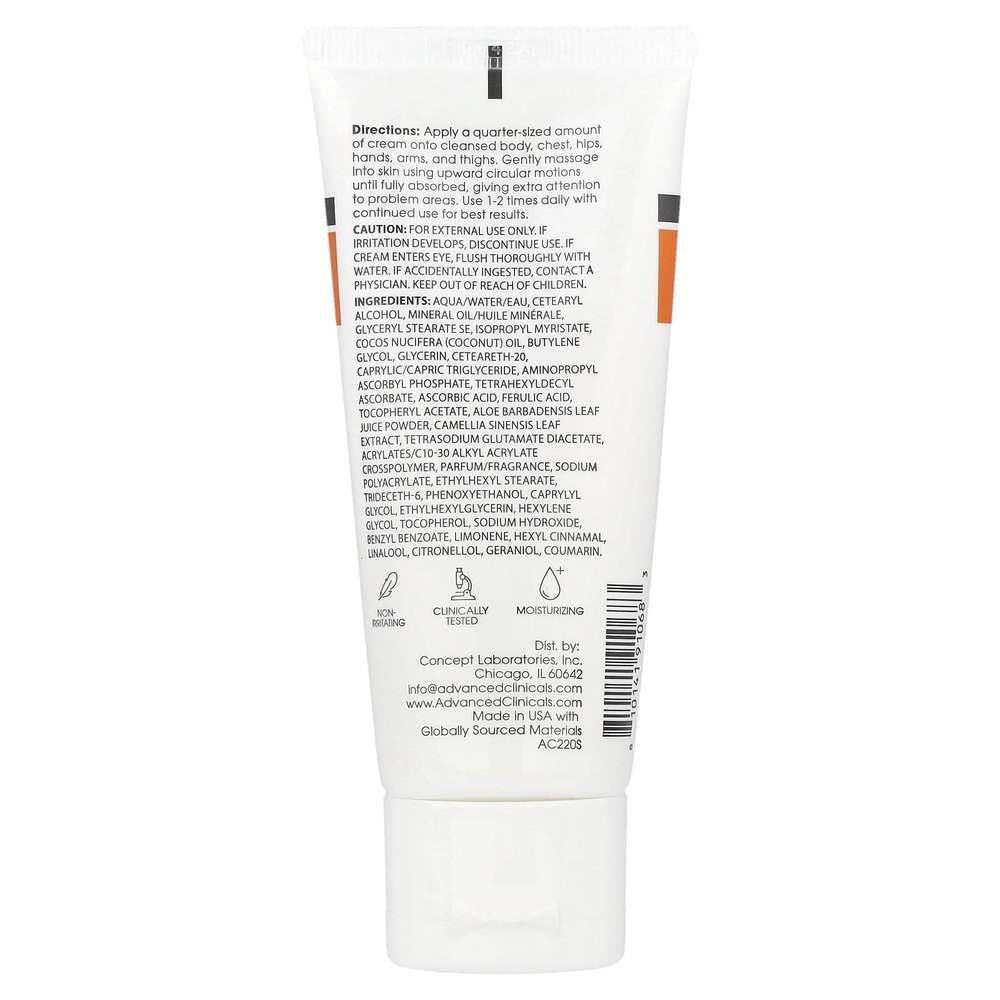 Directions: Apply a quarter-sized amount
of cream onto cleansed body, chest, hips,
hands, arms, and thighs. Gently massage
into skin using upward circular motions
until fully absorbed, giving extra attention
to problem areas. Use 1-2 times daily with
continued use for best results.
CAUTION: FOR EXTERNAL USE ONLY. IF
IRRITATION DEVELOPS, DISCONTINUE USE. IF
CREAM ENTERS EYE, FLUSH THOROUGHLY WITH
WATER. IF ACCIDENTALLY INGESTED, CONTACT A
PHYSICIAN. KEEP OUT OF REACH OF CHILDREN.
INGREDIENTS: AQUA/WATER/EAU, CETEARYL
ALCOHOL, MINERAL OIL/HUILE MINÉRALE,
GLYCERYL STEARATE SE, ISOPROPYL MYRISTATE,
COCOS NUCIFERA (COCONUT) OIL, BUTYLENE
GLYCOL, GLYCERIN, CETEARETH-20,
CAPRYLIC/CAPRIC TRIGLYCERIDE, AMINOPROPYL
ASCORBYL PHOSPHATE, TETRAHEXYLDECYL
ASCORBATE, ASCORBIC ACID, FERULIC ACID,
TOCOPHERYL ACETATE, ALOE BARBADENSIS LEAF
JUICE POWDER, CAMELLIA SINENSIS LEAF
EXTRACT, TETRASODIUM GLUTAMATE DIACETATE,
ACRYLATES/C10-30 ALKYL ACRYLATE
CROSSPOLYMER, PARFUM/FRAGRANCE, SODIUM
POLYACRYLATE, ETHYLHEXYL STEARATE,
TRIDECETH-6, PHENOXYETHANOL, CAPRYLYL
GLYCOL, ETHYLHEXYLGLYCERIN, HEXYLENE
GLYCOL, TOCOPHEROL, SODIUM HYDROXIDE,
BENZYL BENZOATE, LIMONENE, HEXYL CINNAMAL,
LINALOOL, CITRONELLOL, GERANIOL, COUMARIN.
NON-
IRRITATING
CLINICALLY
TESTED
MOISTURIZING
Dist. by:
Concept Laboratories, Inc.
Chicago, IL 60642
info@advancedclinicals.com
www.AdvancedClinicals.com
Made in USA with
Globally Sourced Materials
AC220S
8 10141 91068 3